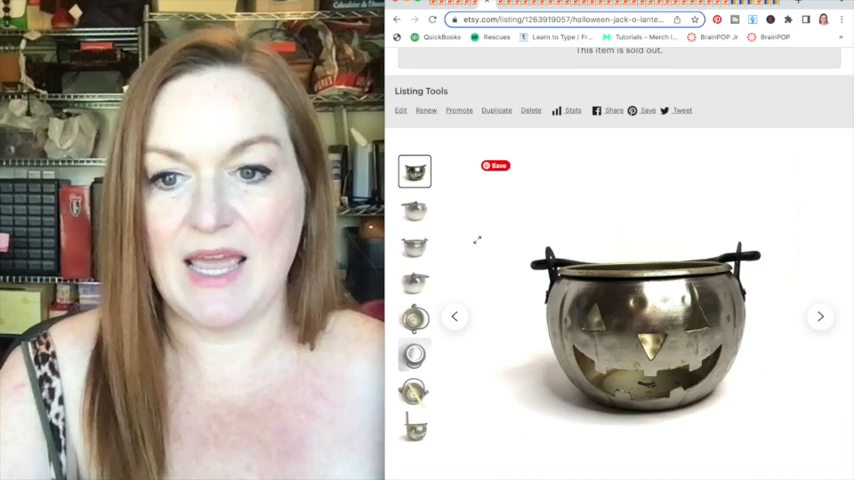 etsy.com/listing/1263919057/halloween-jack-o-lante...
QuickBooks Rescues Learn to Type | Fr... Tutorials – Merch I... BrainPOP Jr BrainPOP »
This item is sold out.
Listing Tools
Edit Renew Promote Duplicate Delete Stats Share Save Tweet
Save